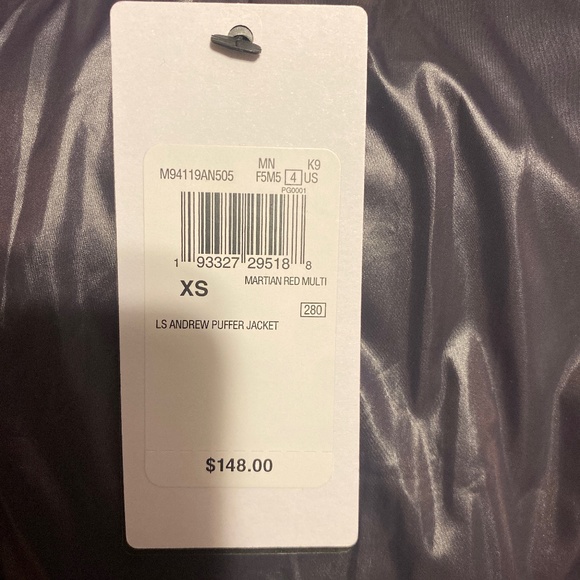 MN K9
M94119AN505 F5M5 4 US
PG0001
1 93327 29518 8
XS MARTIAN RED MULTI
280
LS ANDREW PUFFER JACKET
$148.00